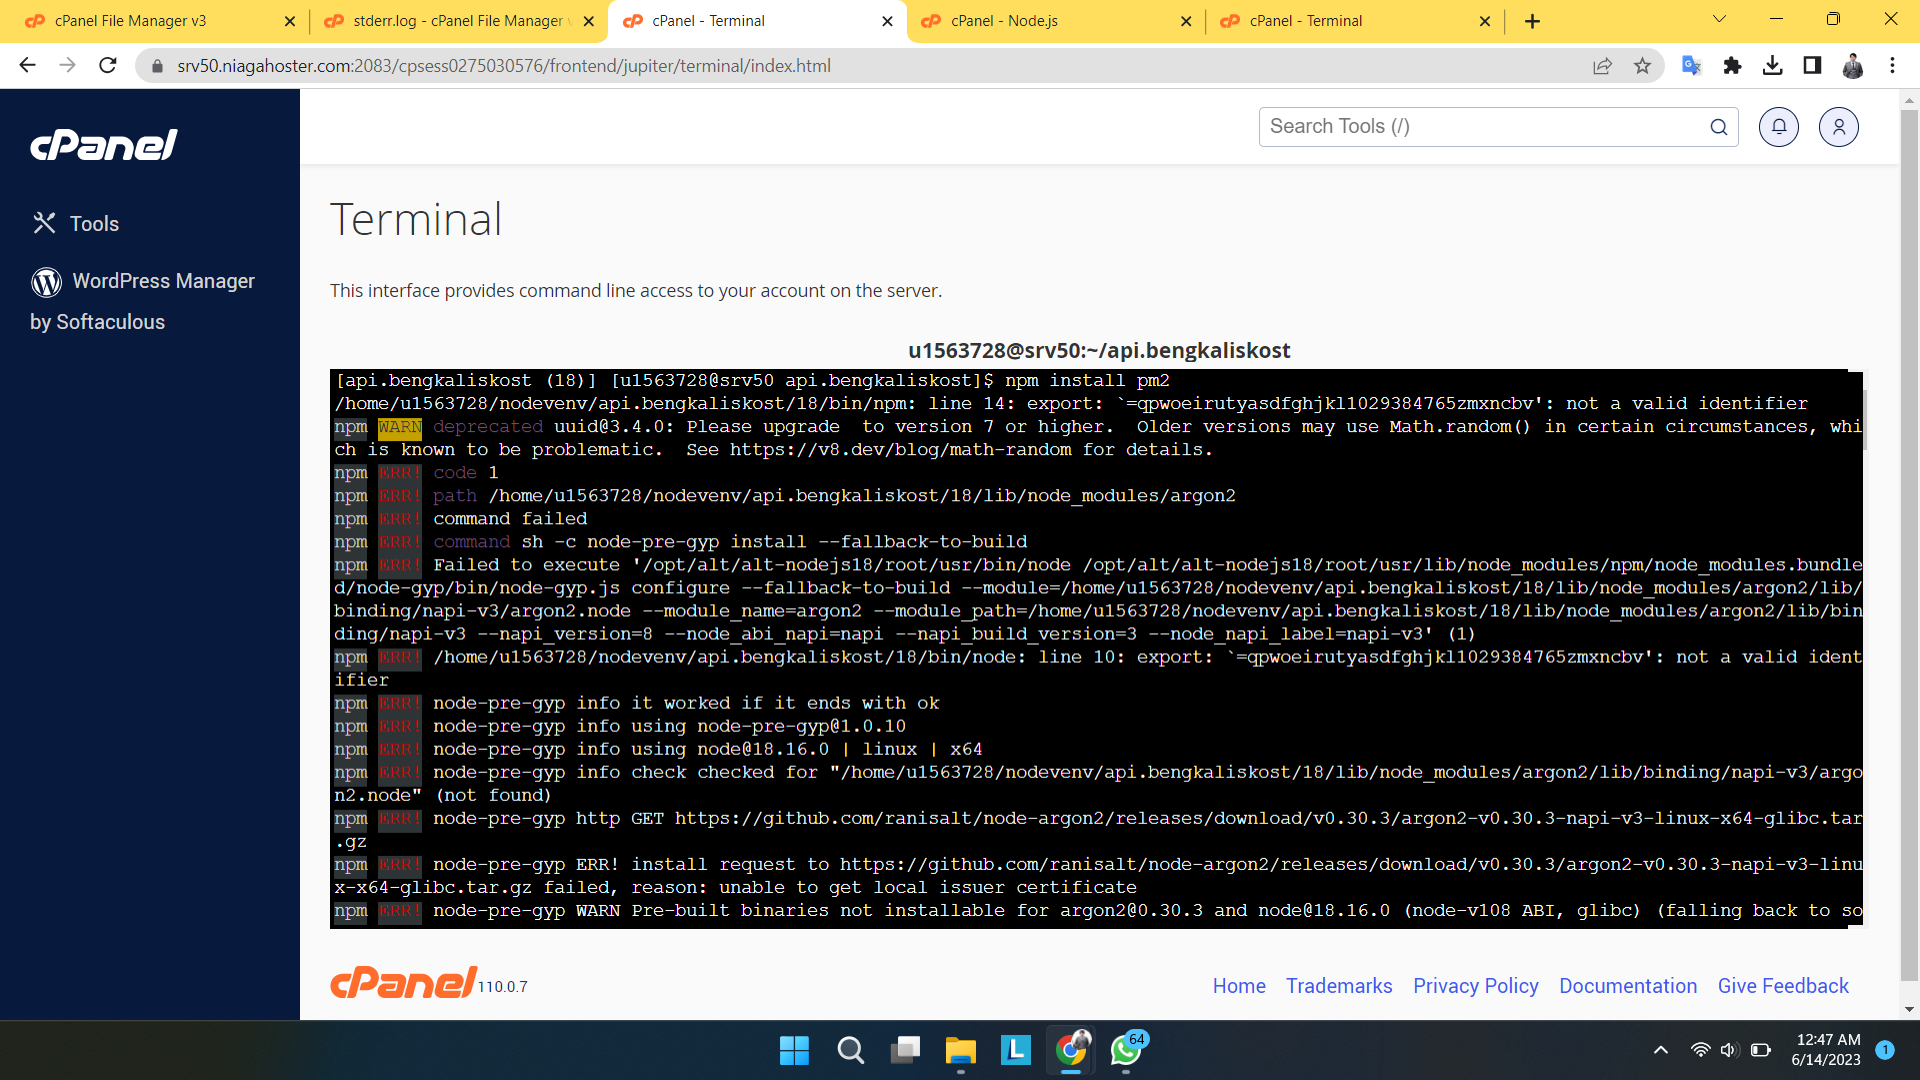 cPanel File Manager v3
stderr.log - cPanel File Manager v
cPanel - Terminal
cPanel - Node.js
cPanel - Terminal
srv50.niagahoster.com:2083/cpsess0275030576/frontend/jupiter/terminal/index.html
cPanel
Tools
WordPress Manager
by Softaculous
Search Tools (/)
Terminal
This interface provides command line access to your account on the server.
u1563728@srv50:~/api.bengkaliskost
[api.bengkaliskost (18)] [u1563728@srv50 api.bengkaliskost]$ npm install pm2
/home/u1563728/nodevenv/api.bengkaliskost/18/bin/npm: line 14: export: `=qpwoeirutyasdfghjkl1029384765zmxncbv': not a valid identifier
npm WARN deprecated uuid@3.4.0: Please upgrade  to version 7 or higher.  Older versions may use Math.random() in certain circumstances, whi
ch is known to be problematic.  See https://v8.dev/blog/math-random for details.
npm ERR! code 1
npm ERR! path /home/u1563728/nodevenv/api.bengkaliskost/18/lib/node_modules/argon2
npm ERR! command failed
npm ERR! command sh -c node-pre-gyp install --fallback-to-build
npm ERR! Failed to execute '/opt/alt/alt-nodejs18/root/usr/bin/node /opt/alt/alt-nodejs18/root/usr/lib/node_modules/npm/node_modules.bundle
d/node-gyp/bin/node-gyp.js configure --fallback-to-build --module=/home/u1563728/nodevenv/api.bengkaliskost/18/lib/node_modules/argon2/lib/
binding/napi-v3/argon2.node --module_name=argon2 --module_path=/home/u1563728/nodevenv/api.bengkaliskost/18/lib/node_modules/argon2/lib/bin
ding/napi-v3 --napi_version=8 --node_abi_napi=napi --napi_build_version=3 --node_napi_label=napi-v3' (1)
npm ERR! /home/u1563728/nodevenv/api.bengkaliskost/18/bin/node: line 10: export: `=qpwoeirutyasdfghjkl1029384765zmxncbv': not a valid ident
ifier
npm ERR! node-pre-gyp info it worked if it ends with ok
npm ERR! node-pre-gyp info using node-pre-gyp@1.0.10
npm ERR! node-pre-gyp info using node@18.16.0 | linux | x64
npm ERR! node-pre-gyp info check checked for "/home/u1563728/nodevenv/api.bengkaliskost/18/lib/node_modules/argon2/lib/binding/napi-v3/argo
n2.node" (not found)
npm ERR! node-pre-gyp http GET https://github.com/ranisalt/node-argon2/releases/download/v0.30.3/argon2-v0.30.3-napi-v3-linux-x64-glibc.tar
.gz
npm ERR! node-pre-gyp ERR! install request to https://github.com/ranisalt/node-argon2/releases/download/v0.30.3/argon2-v0.30.3-napi-v3-linu
x-x64-glibc.tar.gz failed, reason: unable to get local issuer certificate
npm ERR! node-pre-gyp WARN Pre-built binaries not installable for argon2@0.30.3 and node@18.16.0 (node-v108 ABI, glibc) (falling back to so
cPanel 110.0.7
Home Trademarks Privacy Policy Documentation Give Feedback
L
64
12:47 AM
6/14/2023
1